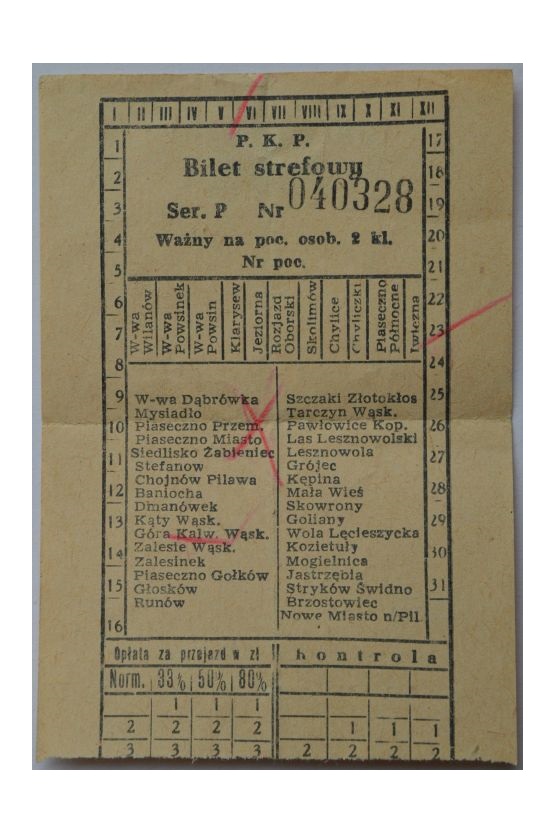 I II III IV V VI VII VIII IX X XI XII
P. K. P.
Bilet strefowy
040328
Ser. P Nr
Ważny na poc. osob. 2 kl.
Nr poc.
1
2
3
4
5
6
7
8
9
10
11
12
13
14
15
16
17
18
19
20
21
22
23
24
25
26
27
28
29
30
31
W-wa Wilanów
W-wa Powsinek
W-wa Powsin
Klarysew
Jeziorna
Rozjazd Oborski
Skolimów
Chylice
Chyliczki
Piaseczno Północne
Iwiczna
W-wa Dąbrówka
Mysiadło
Piaseczno Przem.
Piaseczno Miasto
Siedlisko Żabieniec
Stefanow
Chojnów Pilawa
Baniocha
Dmanówek
Kąty Wąsk.
Góra Kalw. Wąsk.
Zalesie Wąsk.
Zalesinek
Piaseczno Gołków
Głosków
Runów
Szczaki Złotokłos
Tarczyn Wąsk.
Pawłowice Kop.
Las Lesznowolski
Lesznowola
Grójec
Kępina
Mała Wieś
Skowrony
Goliany
Wola Lęcieszycka
Kozietuły
Mogielnica
Jastrzębia
Stryków Świdno
Brzostowiec
Nowe Miasto n/Pil.
Opłata za przejazd w zł
kontrola
Norm. 33% 50% 80%
1 1 1
2 2 2 2 1 1 1
3 3 3 3 2 2 2 2